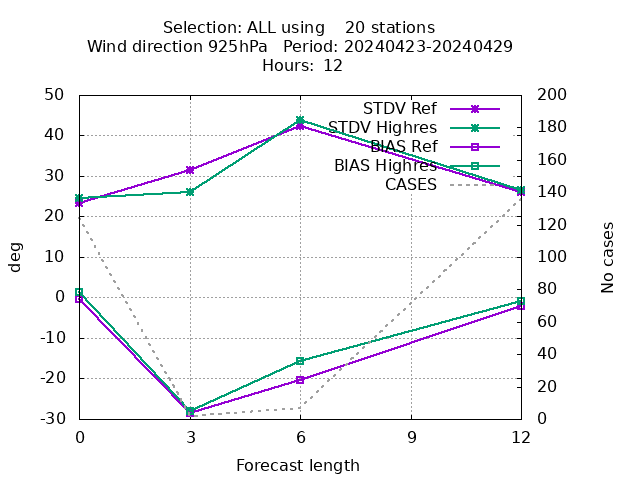 Selection: ALL using    20 stations
Wind direction 925hPa   Period: 20240423-20240429
Hours:  12
STDV Ref
STDV Highres
BIAS Ref
BIAS Highres
CASES
50
40
30
20
10
0
-10
-20
-30
deg
200
180
160
140
120
100
80
60
40
20
0
No cases
0 3 6 9 12
Forecast length